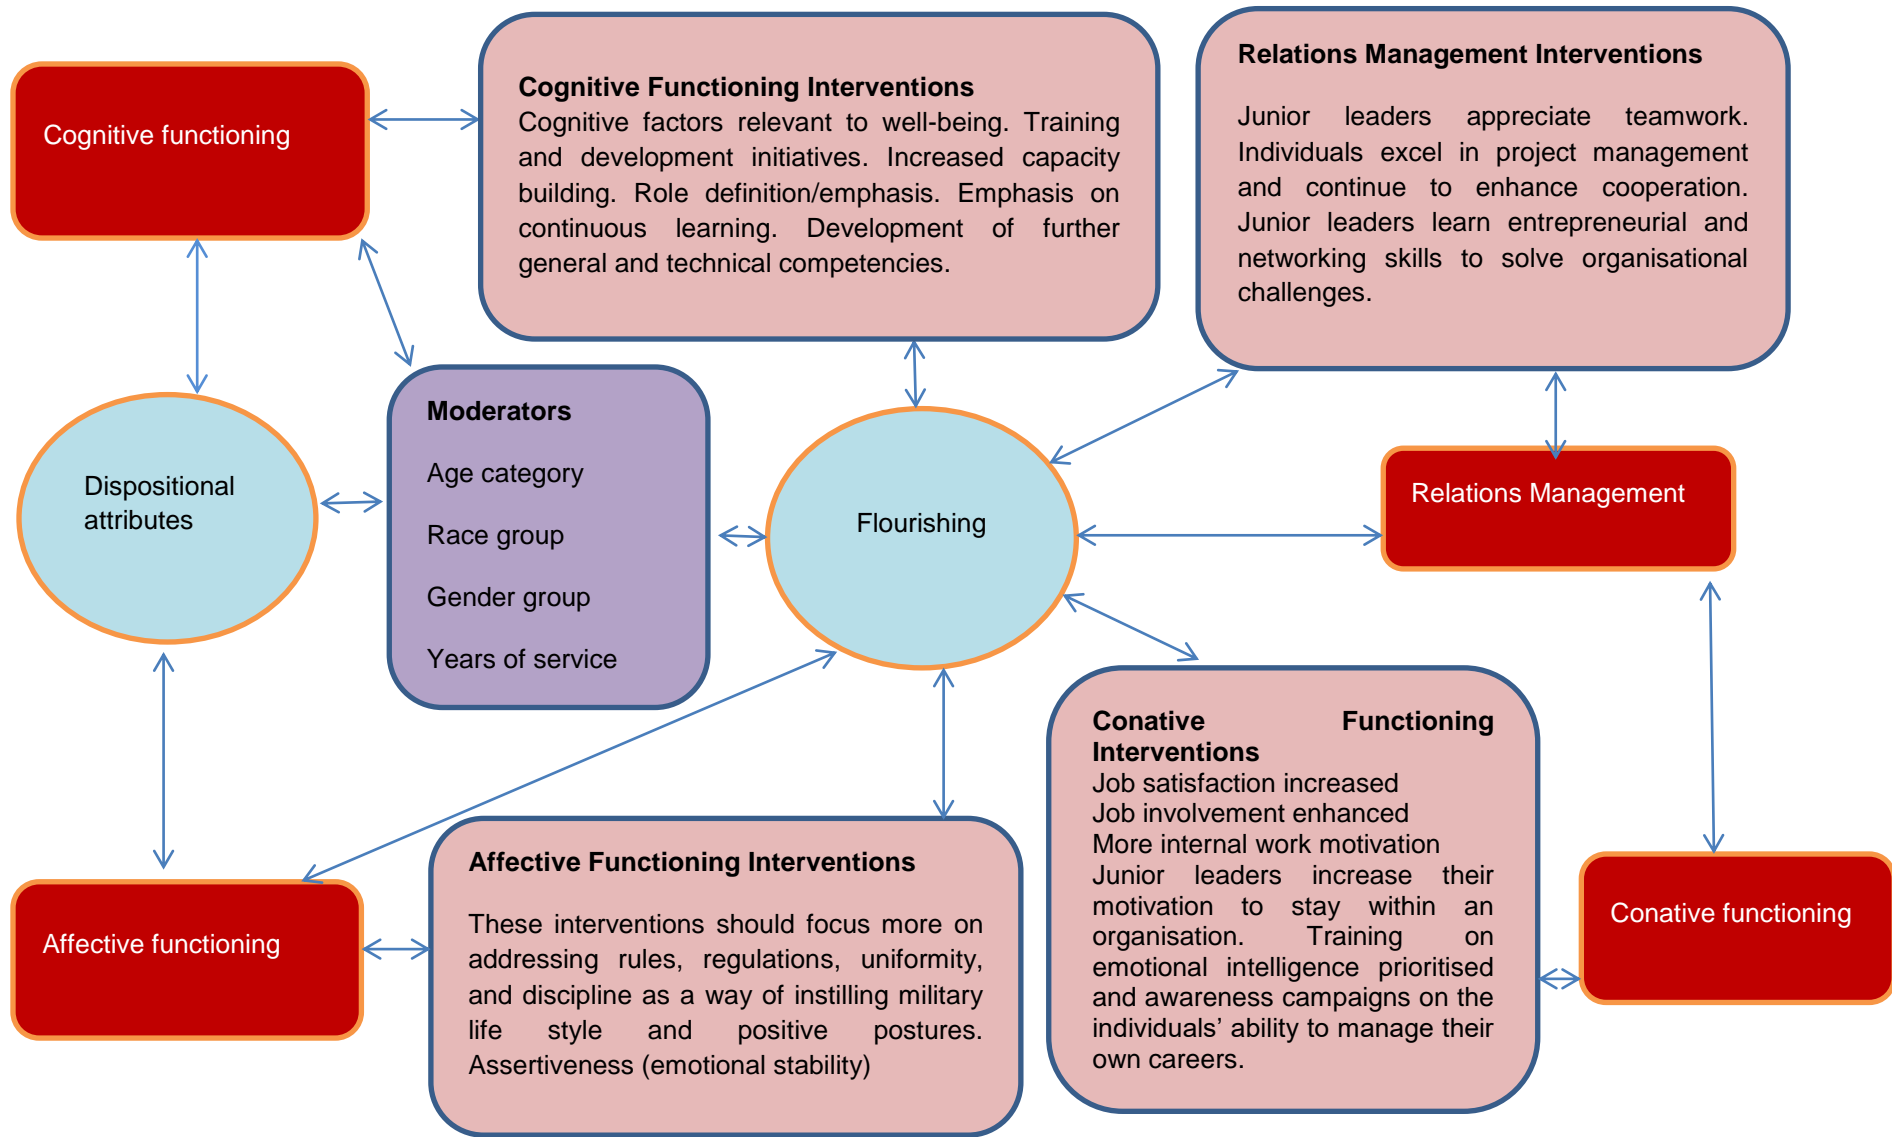 Cognitive functioning
Cognitive Functioning Interventions
Cognitive factors relevant to well-being. Training
and development initiatives. Increased capacity
building. Role definition/emphasis. Emphasis on
continuous learning. Development of further
general and technical competencies.
Relations Management Interventions
Junior leaders appreciate teamwork.
Individuals excel in project management
and continue to enhance cooperation.
Junior leaders learn entrepreneurial and
networking skills to solve organisational
challenges.
Dispositional
attributes
Moderators
Age category
Race group
Gender group
Years of service
Flourishing
Relations Management
Affective functioning
Affective Functioning Interventions
These interventions should focus more on
addressing rules, regulations, uniformity,
and discipline as a way of instilling military
life style and positive postures.
Assertiveness (emotional stability)
Conative Functioning
Interventions
Job satisfaction increased
Job involvement enhanced
More internal work motivation
Junior leaders increase their
motivation to stay within an
organisation. Training on
emotional intelligence prioritised
and awareness campaigns on the
individuals’ ability to manage their
own careers.
Conative functioning